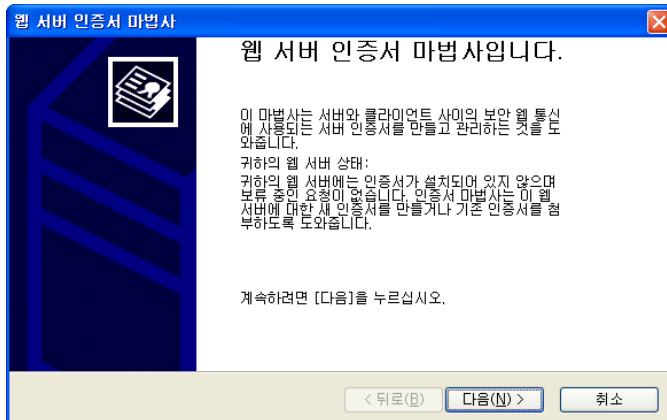 웹 서버 인증서 마법사
웹 서버 인증서 마법사입니다.
이 마법사는 서버와 클라이언트 사이의 보안 웹 통신
에 사용되는 서버 인증서를 만들고 관리하는 것을 도
와줍니다.
귀하의 웹 서버 상태:
귀하의 웹 서버에는 인증서가 설치되어 있지 않으며
보류 중인 요청이 없습니다. 인증서 마법사는 이 웹
서버에 대한 새 인증서를 만들거나 기존 인증서를 첨
부하도록 도와줍니다.
계속하려면 [다음]을 누르십시오.
< 뒤로(B) 다음(N) > 취소